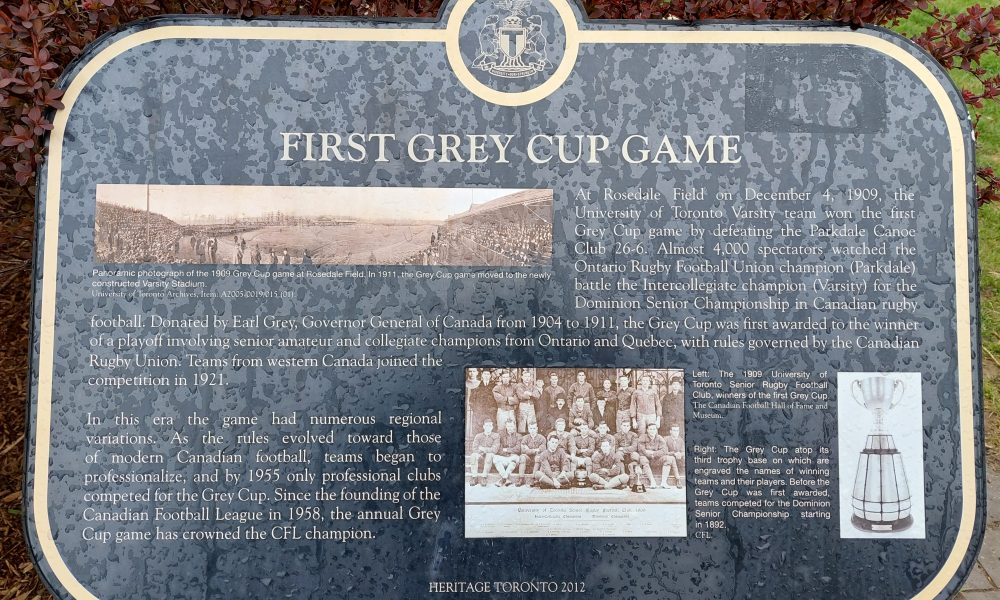 FIRST GREY CUP GAME
Panoramic photograph of the 1909 Grey Cup game at Rosedale Field. In 1911, the Grey Cup game moved to the newly
constructed Varsity Stadium.
University of Toronto Archives, Item: A2005-0019/015 (01)
At Rosedale Field on December 4, 1909, the
University of Toronto Varsity team won the first
Grey Cup game by defeating the Parkdale Canoe
Club 26-6. Almost 4,000 spectators watched the
Ontario Rugby Football Union champion (Parkdale)
battle the Intercollegiate champion (Varsity) for the
Dominion Senior Championship in Canadian rugby
football. Donated by Earl Grey, Governor General of Canada from 1904 to 1911, the Grey Cup was first awarded to the winner
of a playoff involving senior amateur and collegiate champions from Ontario and Quebec, with rules governed by the Canadian
Rugby Union. Teams from western Canada joined the
competition in 1921.
In this era the game had numerous regional
variations. As the rules evolved toward those
of modern Canadian football, teams began to
professionalize, and by 1955 only professional clubs
competed for the Grey Cup. Since the founding of the
Canadian Football League in 1958, the annual Grey
Cup game has crowned the CFL champion.
Left: The 1909 University of
Toronto Senior Rugby Football
Club, winners of the first Grey Cup
The Canadian Football Hall of Fame and
Museum.
Right: The Grey Cup atop its
third trophy base on which are
engraved the names of winning
teams and their players. Before the
Grey Cup was first awarded,
teams competed for the Dominion
Senior Championship starting
in 1892.
CFL.
HERITAGE TORONTO 2012